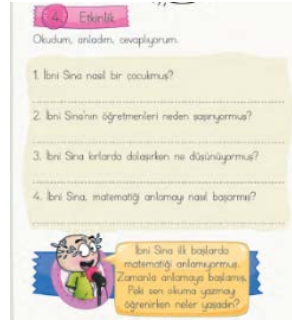 4. Etkinlik
Okudum, anladım, cevaplıyorum.
1. İbni Sina nasıl bir çocukmuş?
2. İbni Sina'nın öğretmenleri neden şaşırıyormuş?
3. İbni Sina kırlarda dolaşırken ne düşünüyormuş?
4. İbni Sina, matematiği nasıl başarmış?
İbni Sina ilk başlarda
matematiği anlamıyormuş.
Zamanla anlamaya başlamış.
Peki sen okuma yazmayı
öğrenirken neler yaşadın?